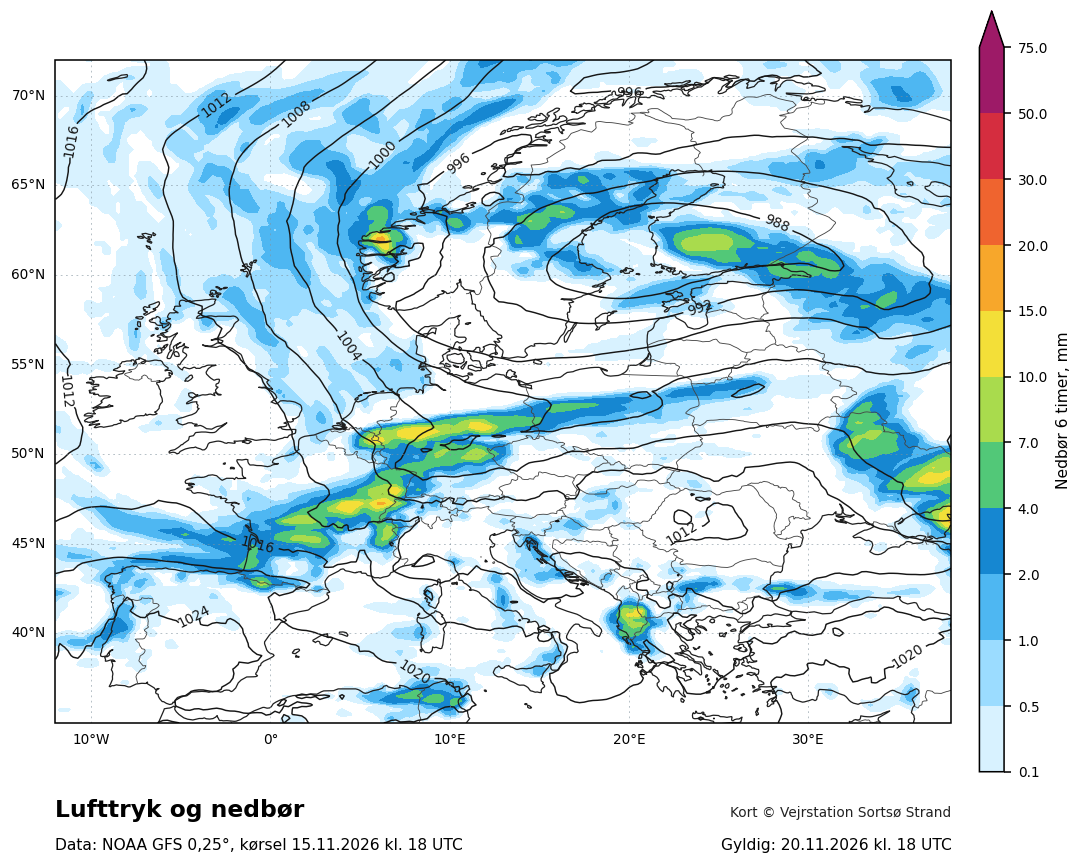 75.0
50.0
30.0
20.0
15.0
10.0
7.0
4.0
2.0
1.0
0.5
0.1
Nedbør 6 timer, mm
70°N
65°N
60°N
55°N
50°N
45°N
40°N
10°W
0°
10°E
20°E
30°E
1016
1012
1008
1000
996
996
988
992
1004
1012
1016
1012
1024
1020
1020
Lufttryk og nedbør
Kort © Vejrstation Sortsø Strand
Data: NOAA GFS 0,25°, kørsel 15.11.2026 kl. 18 UTC
Gyldig: 20.11.2026 kl. 18 UTC